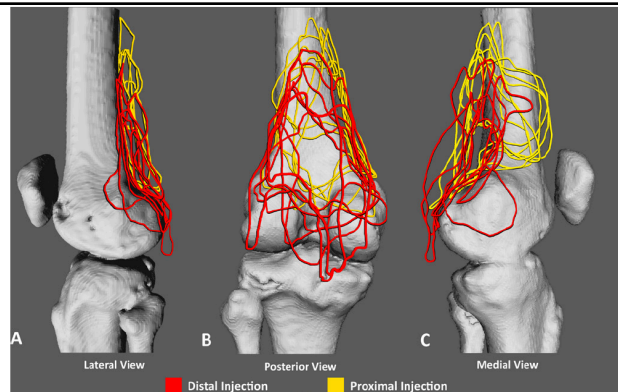 A
B
C
Lateral View
Posterior View
Medial View
Distal Injection
Proximal Injection